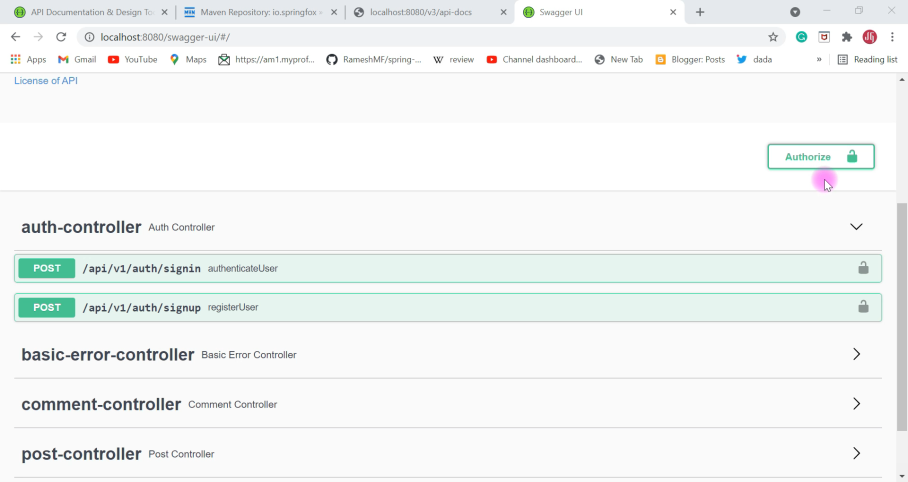 API Documentation & Design To
Maven Repository: io.springfox »
localhost:8080/v3/api-docs
Swagger UI
localhost:8080/swagger-ui/#/
Apps
Gmail
YouTube
Maps
https://am1.myprof...
RameshMF/spring-...
review
Channel dashboard...
New Tab
Blogger: Posts
dada
»
Reading list
License of API
Authorize
auth-controller Auth Controller
POST /api/v1/auth/signin authenticateUser
POST /api/v1/auth/signup registerUser
basic-error-controller Basic Error Controller
comment-controller Comment Controller
post-controller Post Controller